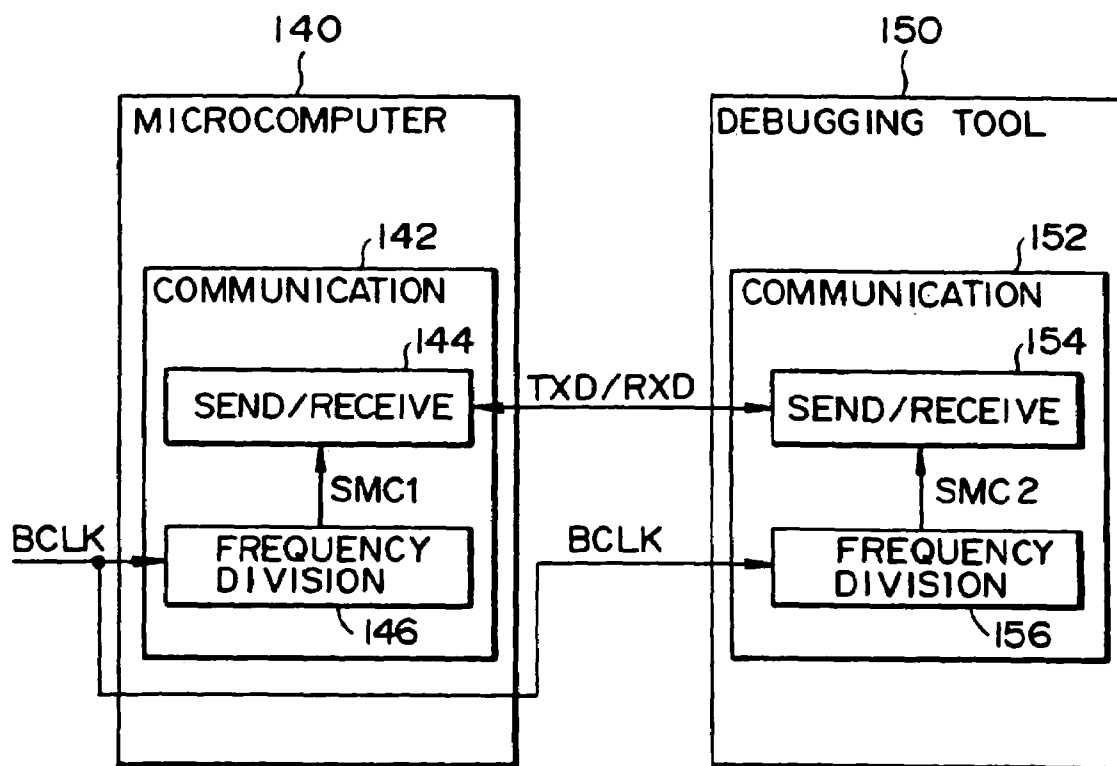 140
150
MICROCOMPUTER
DEBUGGING TOOL
142
152
COMMUNICATION
COMMUNICATION
144
154
SEND/RECEIVE
TXD/RXD
SEND/RECEIVE
SMC1
SMC2
BCLK
FREQUENCY
DIVISION
BCLK
FREQUENCY
DIVISION
146
156